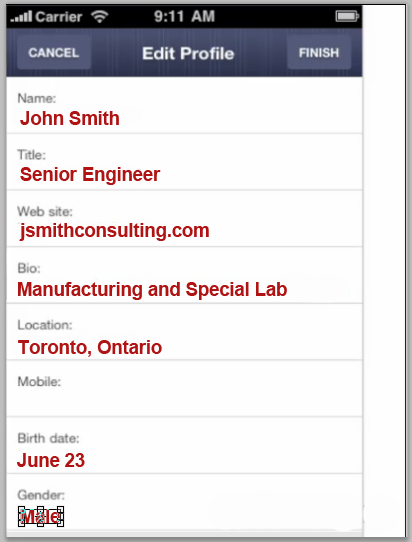 Carrier 9:11 AM
CANCEL Edit Profile FINISH
Name:
John Smith
Title:
Senior Engineer
Web site:
jsmithconsulting.com
Bio:
Manufacturing and Special Lab
Location:
Toronto, Ontario
Mobile:
Birth date:
June 23
Gender:
Male